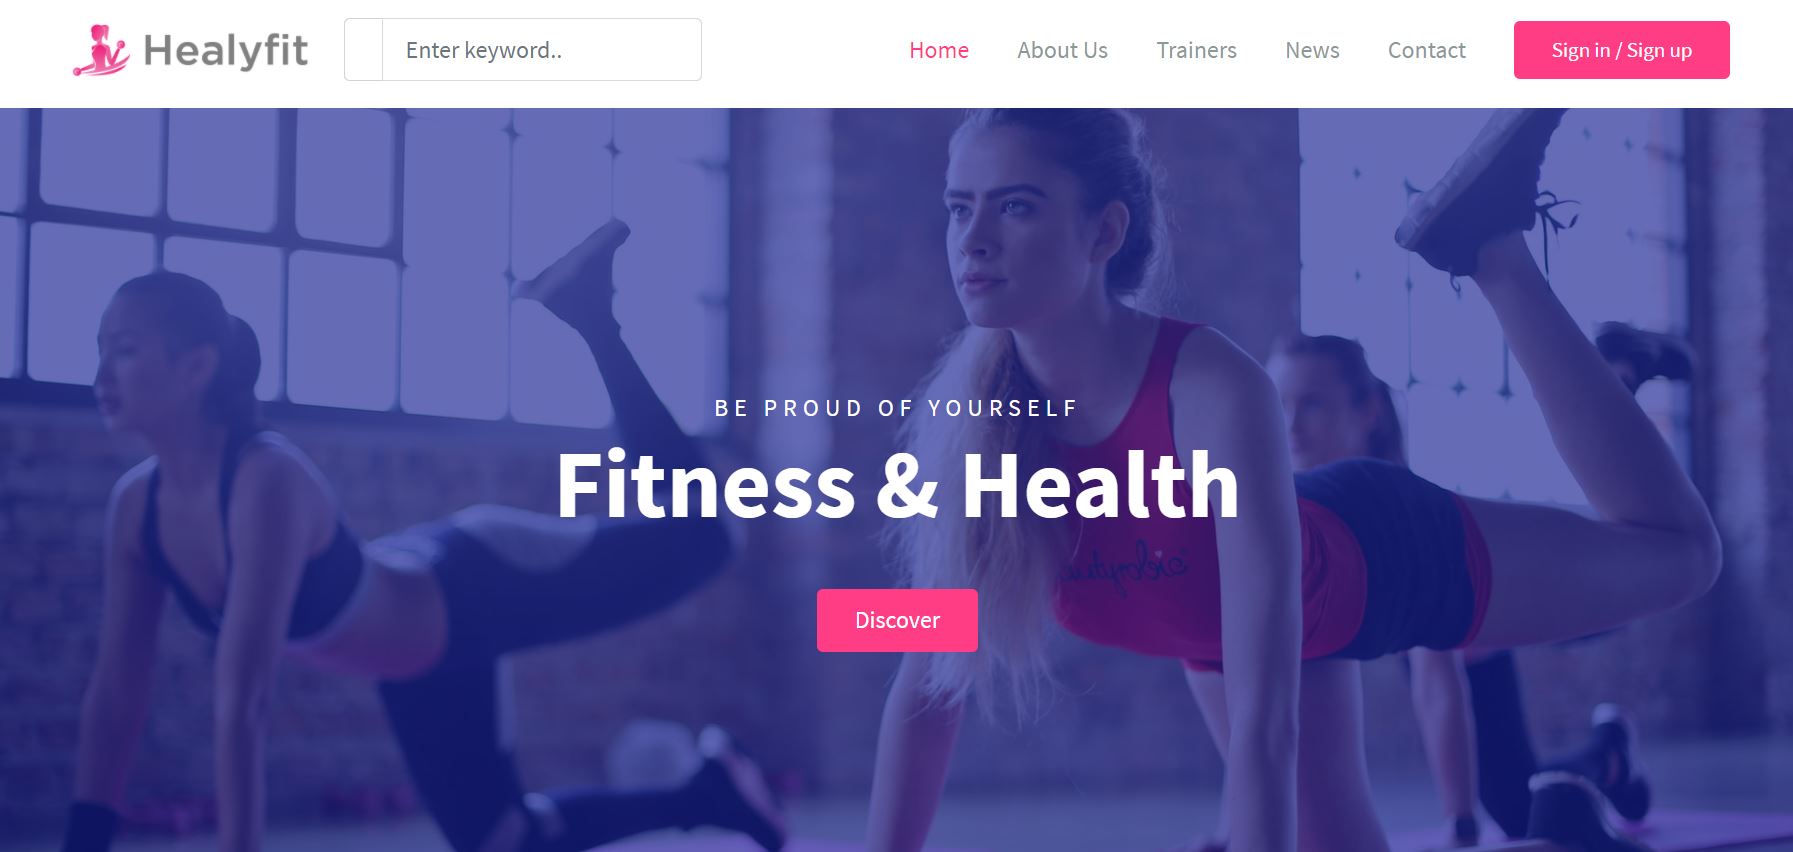 Healyfit
Enter keyword..
Home
About Us
Trainers
News
Contact
Sign in / Sign up
BE PROUD OF YOURSELF
Fitness & Health
Discover